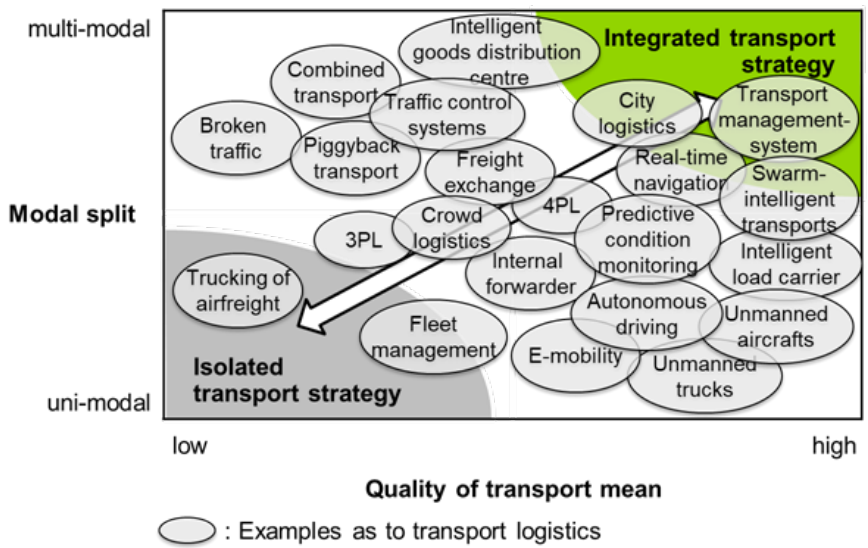 multi-modal
Modal split
uni-modal
Intelligent
goods distribution
centre
Integrated transport
strategy
Combined
transport
Traffic control
systems
City
logistics
Transport
management-
system
Broken
traffic
Piggyback
transport
Freight
exchange
Real-time
navigation
Swarm-
intelligent
transports
3PL
Crowd
logistics
4PL
Predictive
condition
monitoring
Internal
forwarder
Intelligent
load carrier
Trucking of
airfreight
Fleet
management
Autonomous
driving
Unmanned
aircrafts
E-mobility
Unmanned
trucks
Isolated
transport strategy
low
high
Quality of transport mean
: Examples as to transport logistics